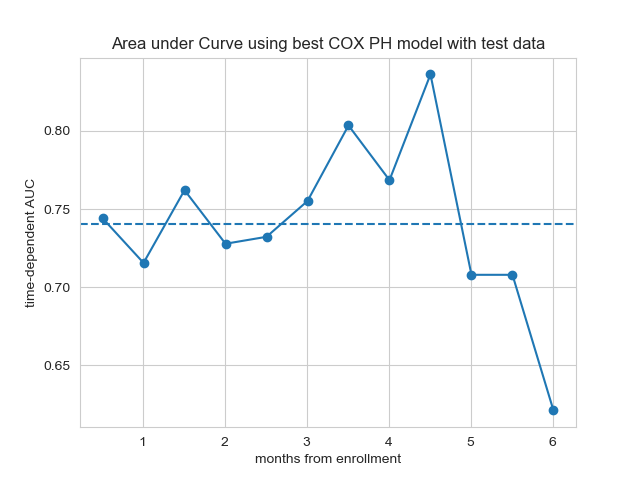 Area under Curve using best COX PH model with test data
time-dependent AUC
0.80
0.75
0.70
0.65
1 2 3 4 5 6
months from enrollment